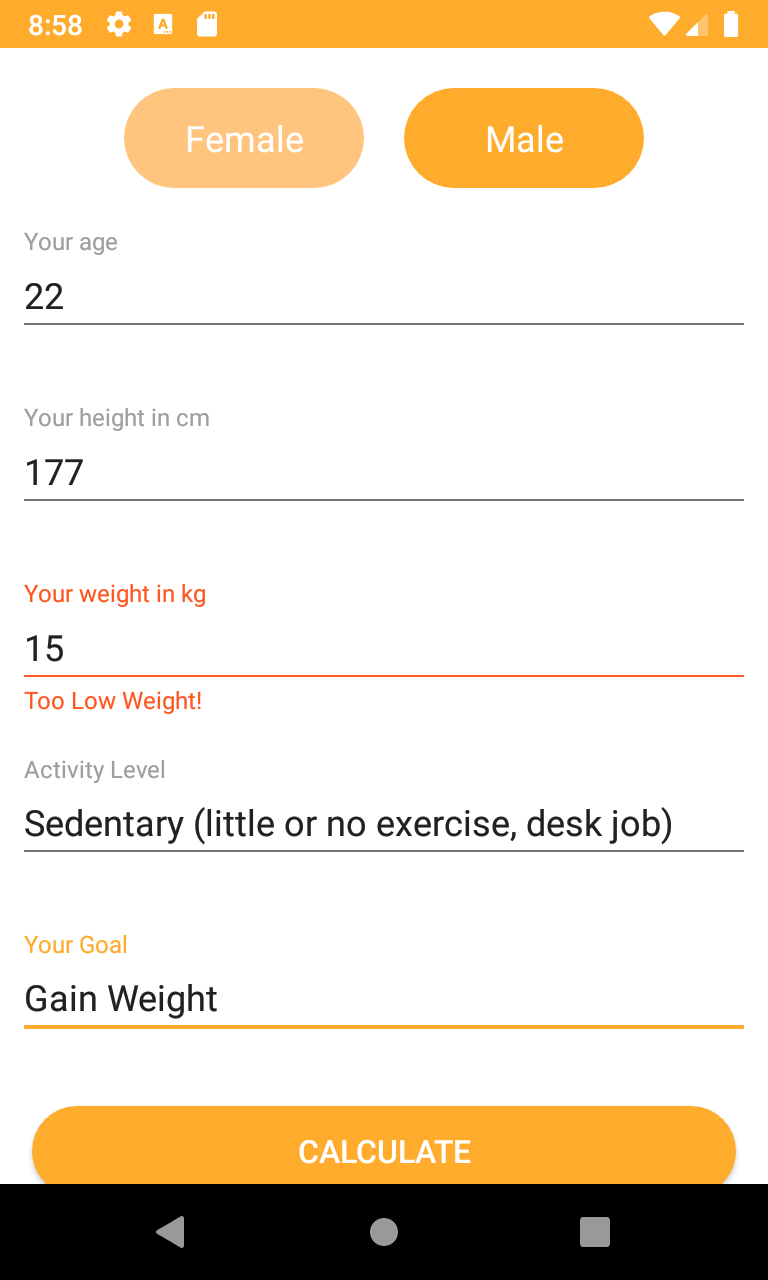 8:58
Female Male
Your age
22
Your height in cm
177
Your weight in kg
15
Too Low Weight!
Activity Level
Sedentary (little or no exercise, desk job)
Your Goal
Gain Weight
CALCULATE